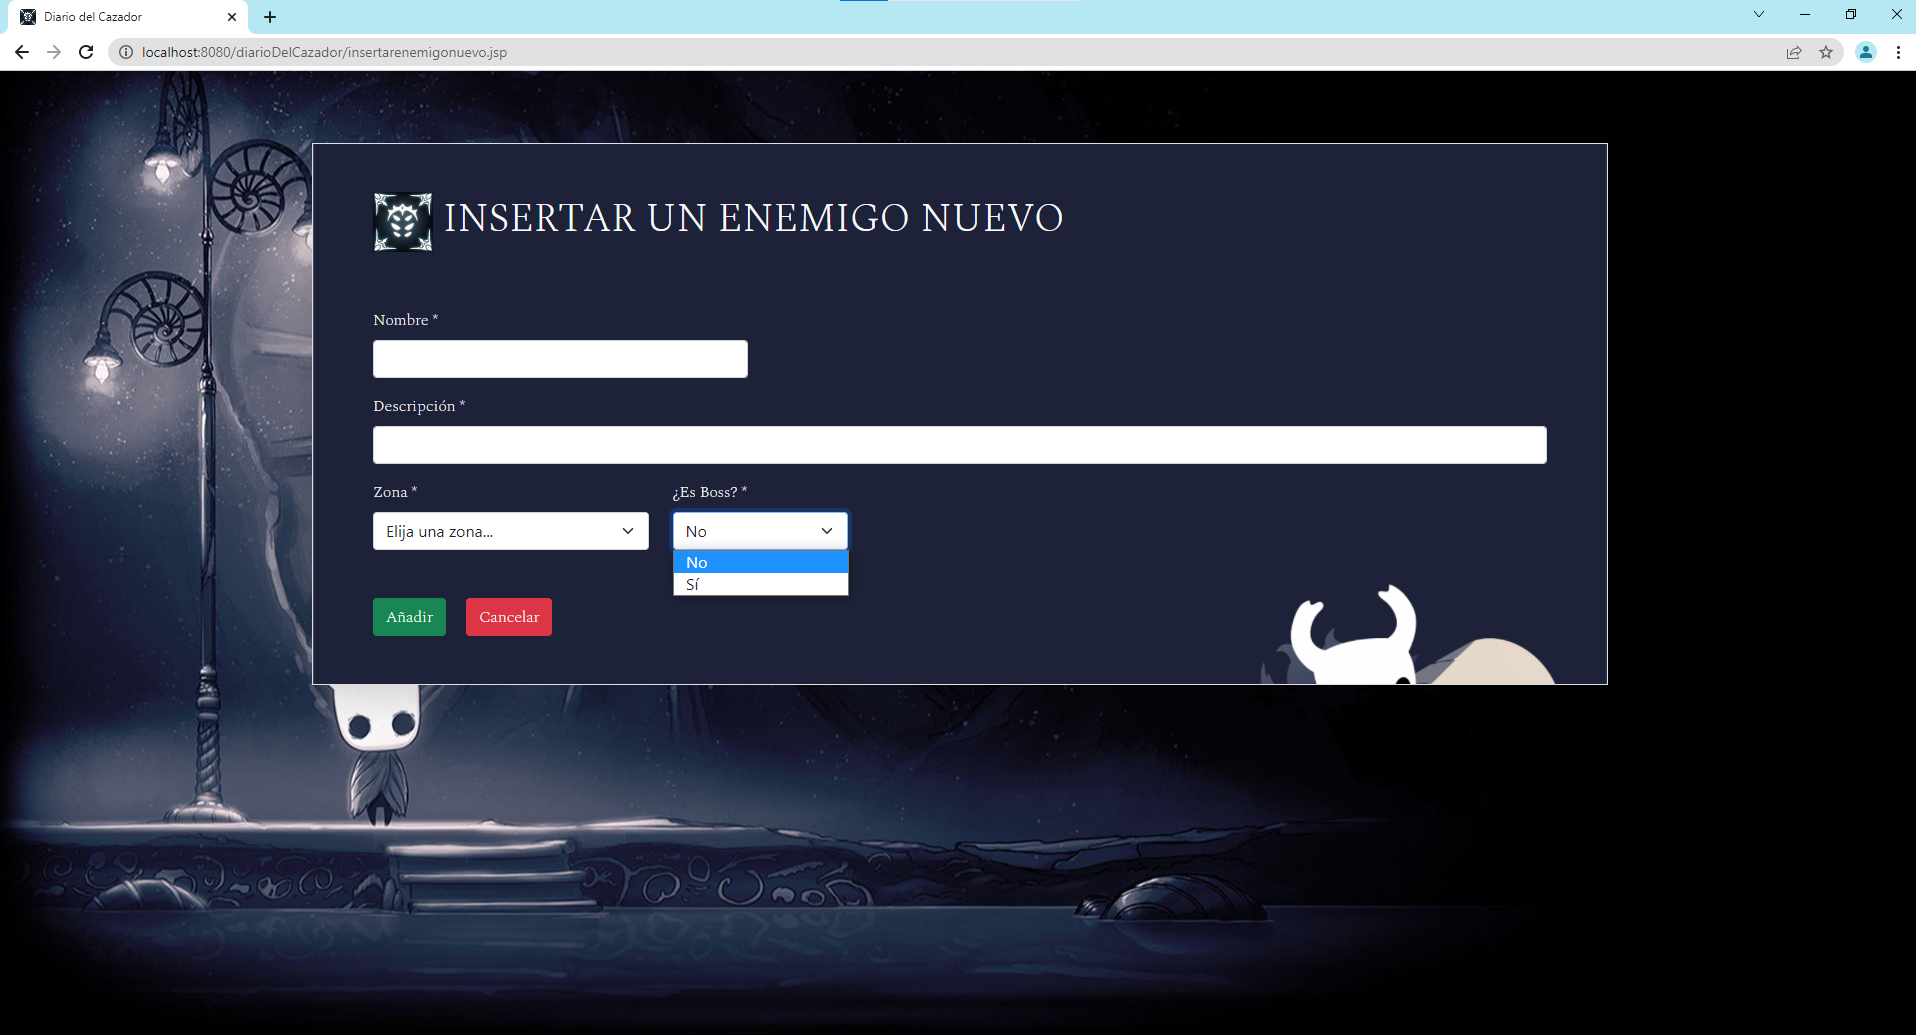 Diario del Cazador
localhost:8080/diarioDelCazador/insertarenemigonuevo.jsp
INSERTAR UN ENEMIGO NUEVO
Nombre *
Descripción *
Zona * ¿Es Boss? *
Elija una zona... No
No
Sí
Añadir Cancelar